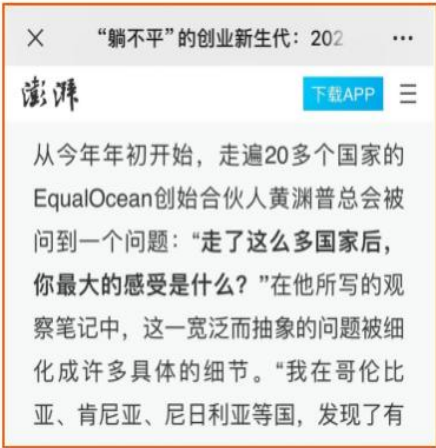 “躺不平”的创业新生代：202
澎湃
下载APP
从今年年初开始，走遍20多个国家的
EqualOcean创始合伙人黄渊普总会被
问到一个问题：“走了这么多国家后，
你最大的感受是什么？”在他所写的观
察笔记中，这一宽泛而抽象的问题被细
化成许多具体的细节。“我在哥伦比
亚、肯尼亚、尼日利亚等国，发现了有